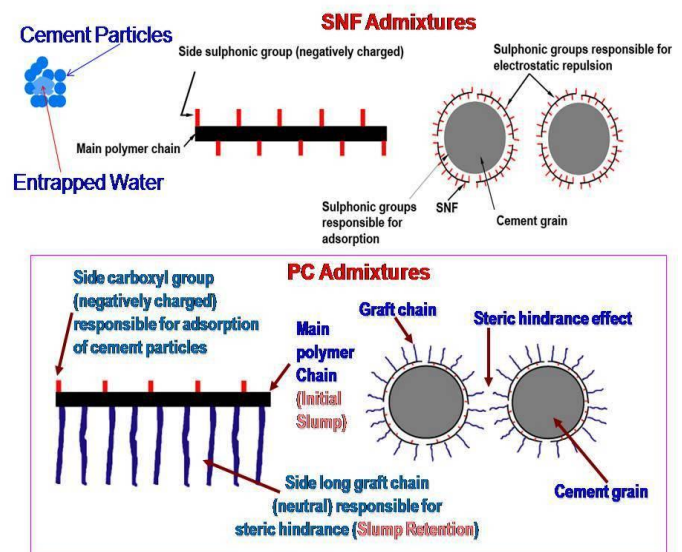 SNF Admixtures
Cement Particles
Entrapped Water
Side sulphonic group (negatively charged)
Main polymer chain
Sulphonic groups responsible for
electrostatic repulsion
Sulphonic groups
responsible for
adsorption
SNF
Cement grain
PC Admixtures
Side carboxyl group
(negatively charged)
responsible for adsorption
of cement particles
Main
polymer
Chain
(Initial
Slump)
Graft chain
Steric hindrance effect
Side long graft chain
(neutral) responsible for
steric hindrance (Slump Retention)
Cement grain